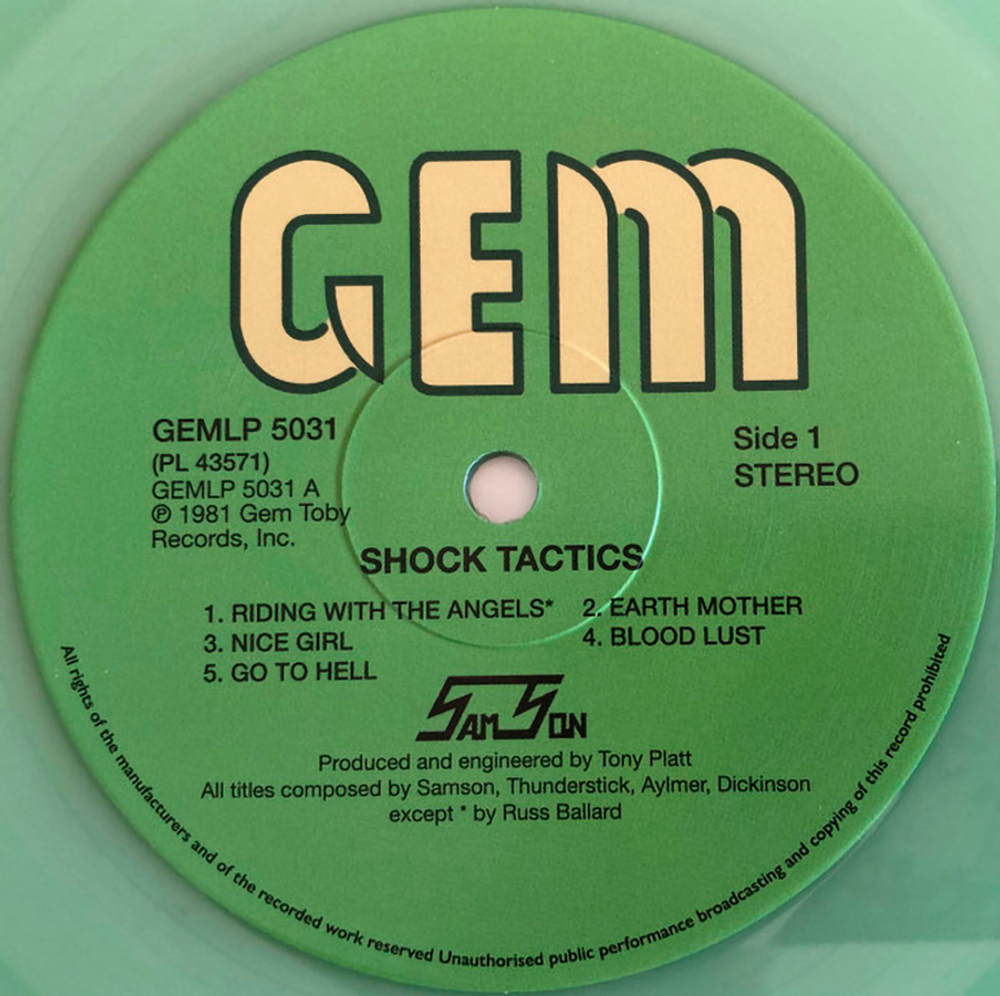 GEM
GEMLP 5031
(PL 43571)
GEMLP 5031 A
℗ 1981 Gem Toby
Records, Inc.
Side 1
STEREO
SHOCK TACTICS
1. RIDING WITH THE ANGELS* 2. EARTH MOTHER
3. NICE GIRL 4. BLOOD LUST
5. GO TO HELL
SAMSON
Produced and engineered by Tony Platt
All titles composed by Samson, Thunderstick, Aylmer, Dickinson
except * by Russ Ballard
All rights of the manufacturers and of the recorded work reserved Unauthorised public performance broadcasting and copying of this record prohibited